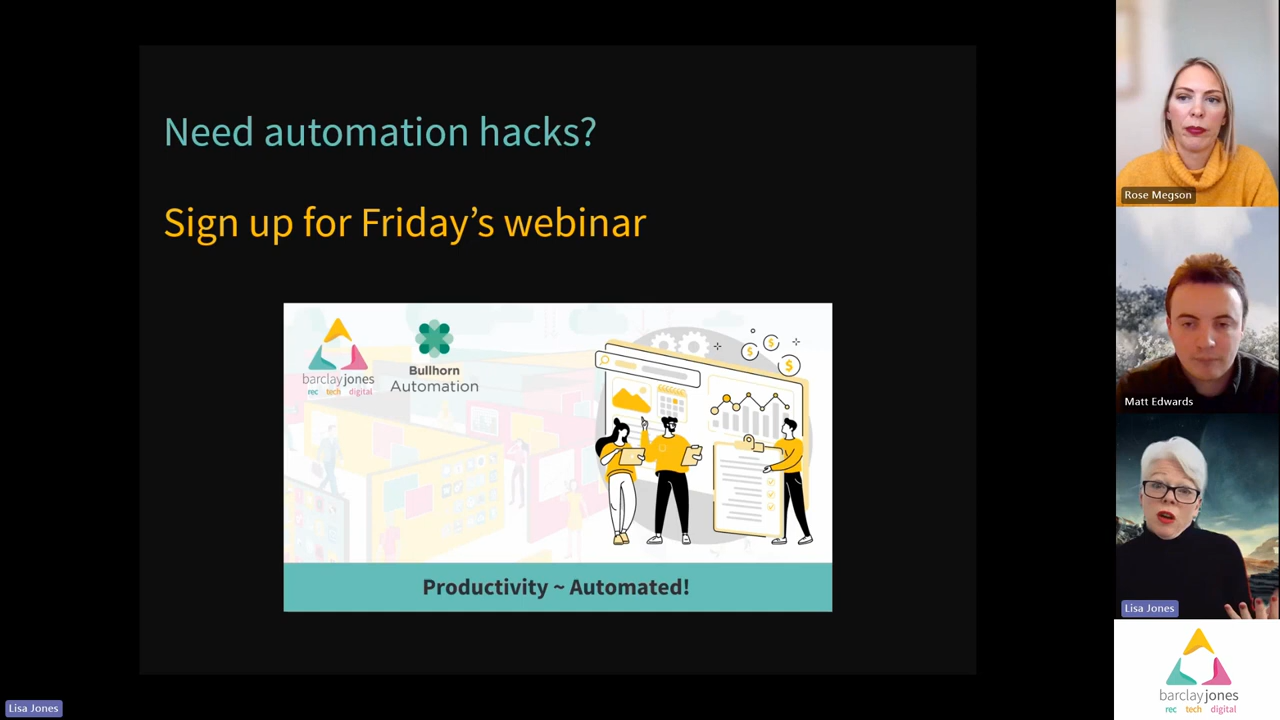 Need automation hacks?
Sign up for Friday's webinar
barclayjones
rec tech digital
Bullhorn
Automation
$ $ $
Productivity ~ Automated!
Rose Megson
Matt Edwards
Lisa Jones
barclayjones
rec tech digital
Lisa Jones